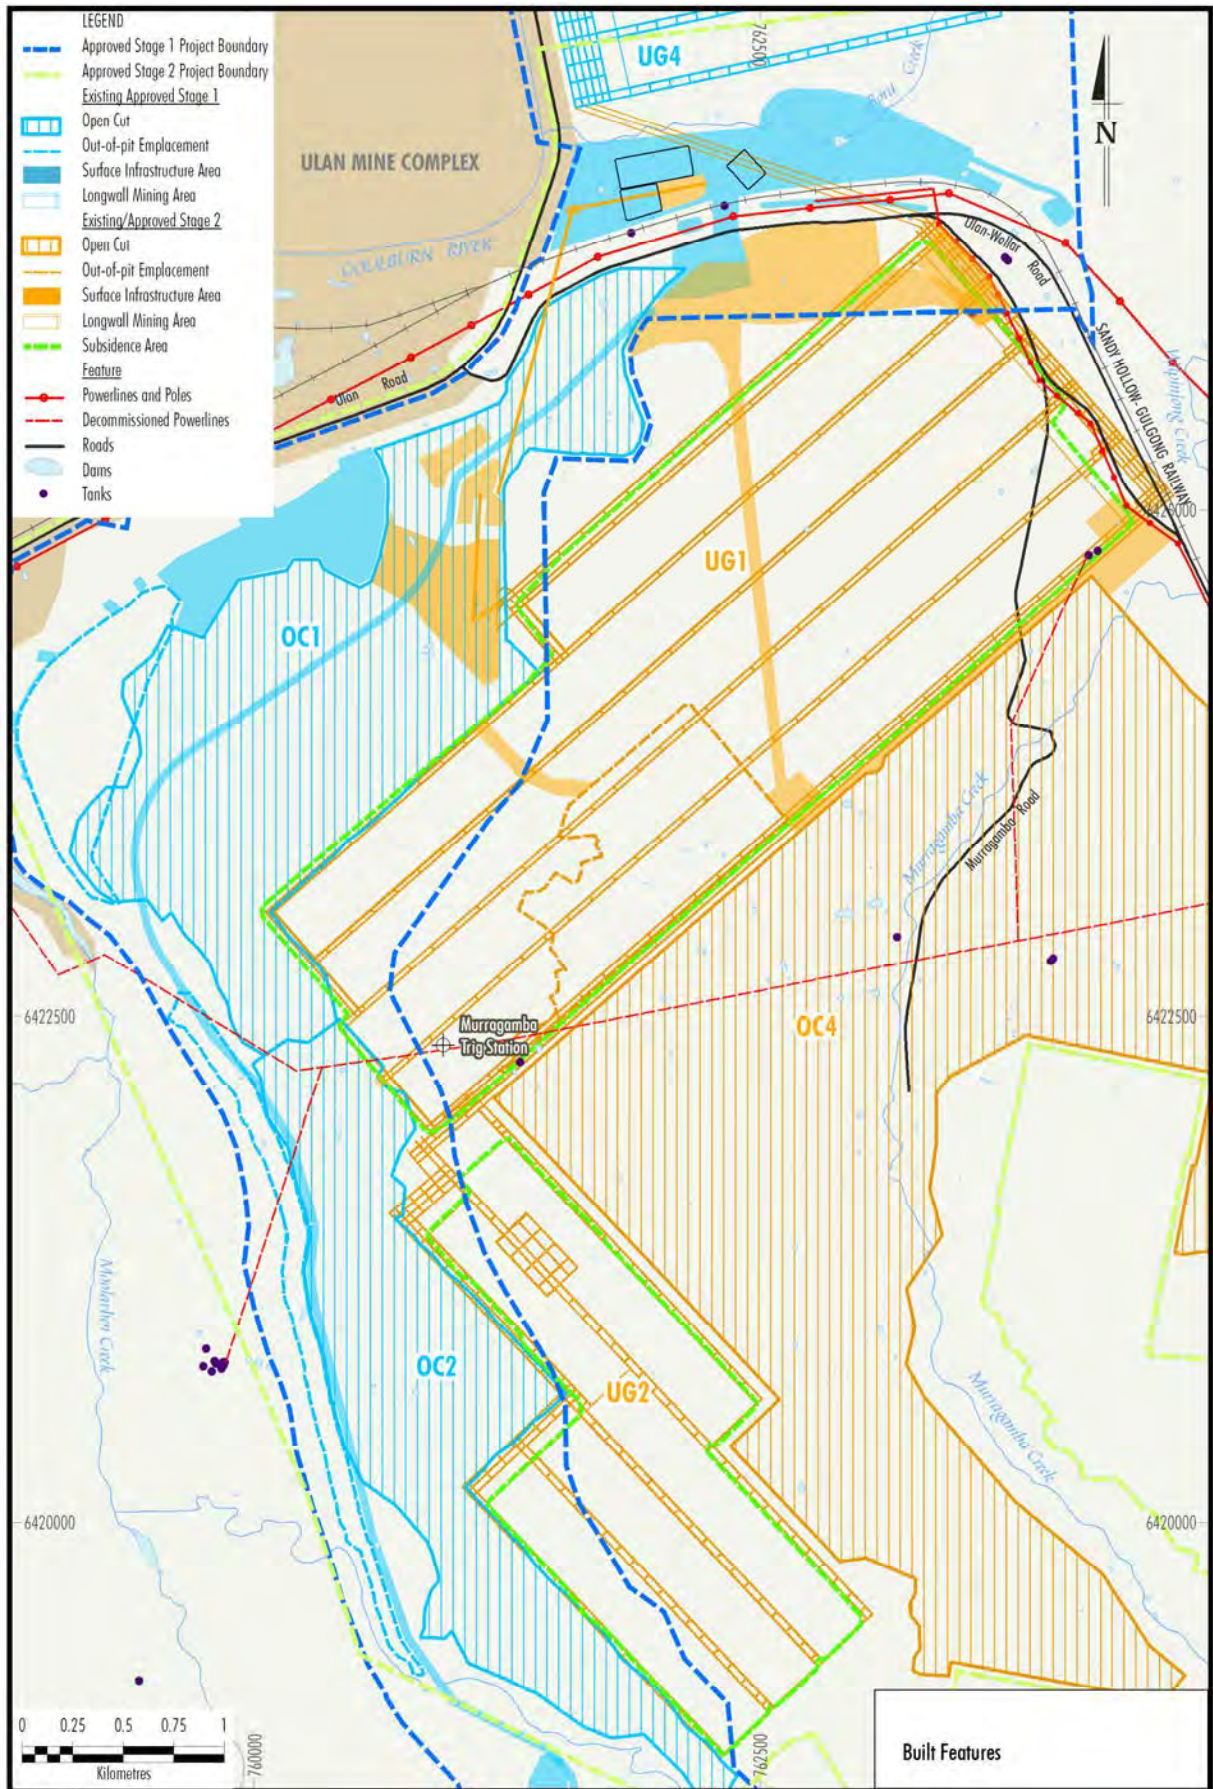 LEGEND
Approved Stage 1 Project Boundary
Approved Stage 2 Project Boundary
Existing Approved Stage 1
Open Cut
Out-of-pit Emplacement
Surface Infrastructure Area
Longwall Mining Area
Existing/Approved Stage 2
Open Cut
Out-of-pit Emplacement
Surface Infrastructure Area
Longwall Mining Area
Subsidence Area
Feature
Powerlines and Poles
Decommissioned Powerlines
Roads
Dams
Tanks
UG4
762500
Creek
N
ULAN MINE COMPLEX
GOULBURN RIVER
Ulan-Wollar Road
SANDY HOLLOW-GULGONG RAILWAY
Wilpinjong Creek
Ulan Road
UG1
OC1
Murragamba Creek
Murragamba Road
6422500
Murragamba
Trig Station
OC4
6422500
Moolarben Creek
OC2
UG2
Murragamba Creek
6420000
6420000
0 0.25 0.5 0.75 1
Kilometres
760000
762500
Built Features